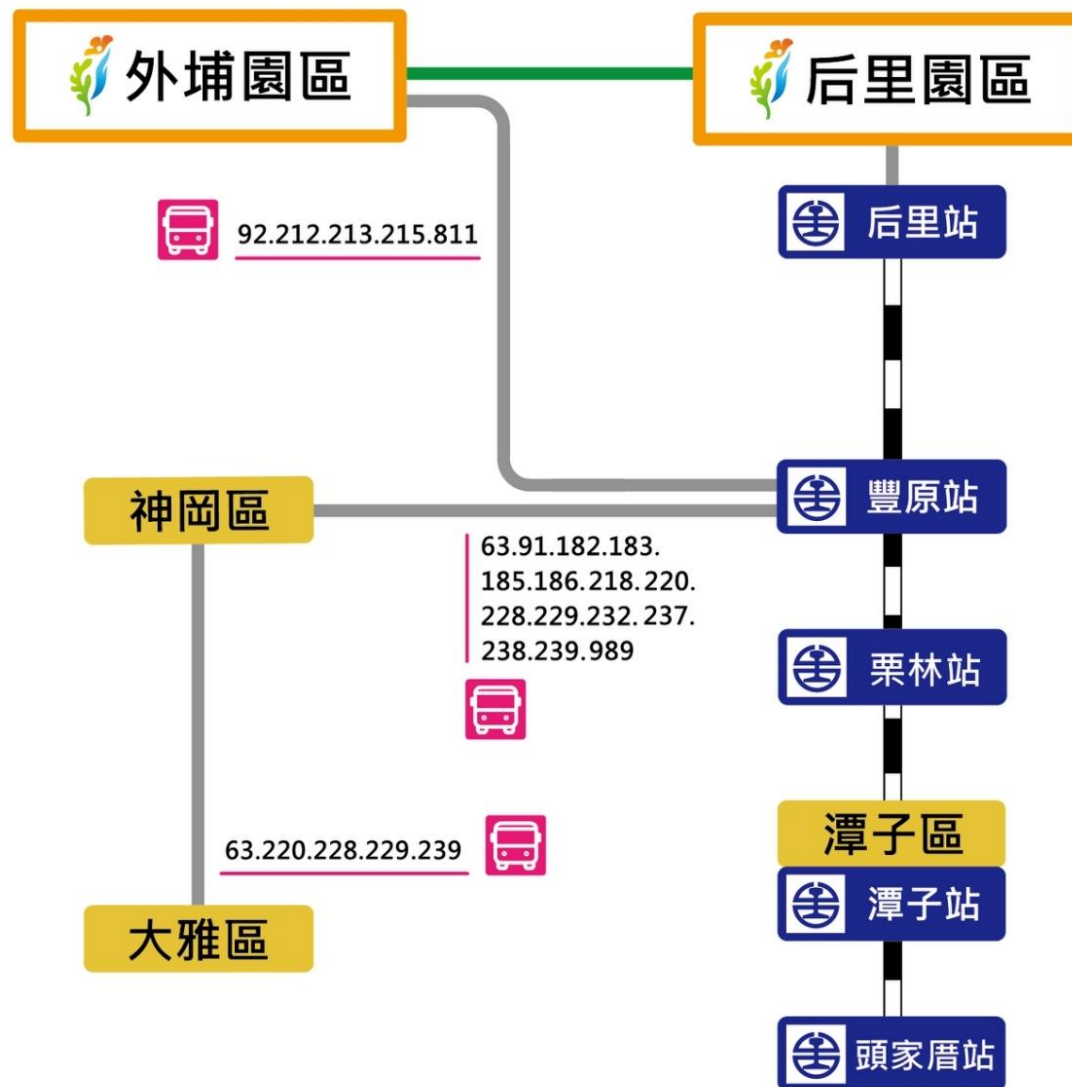 外埔園區
后里園區
后里站
92.212.213.215.811
神岡區
豐原站
63.91.182.183.
185.186.218.220.
228.229.232.237.
238.239.989
栗林站
潭子區
63.220.228.229.239
潭子站
大雅區
頭家厝站